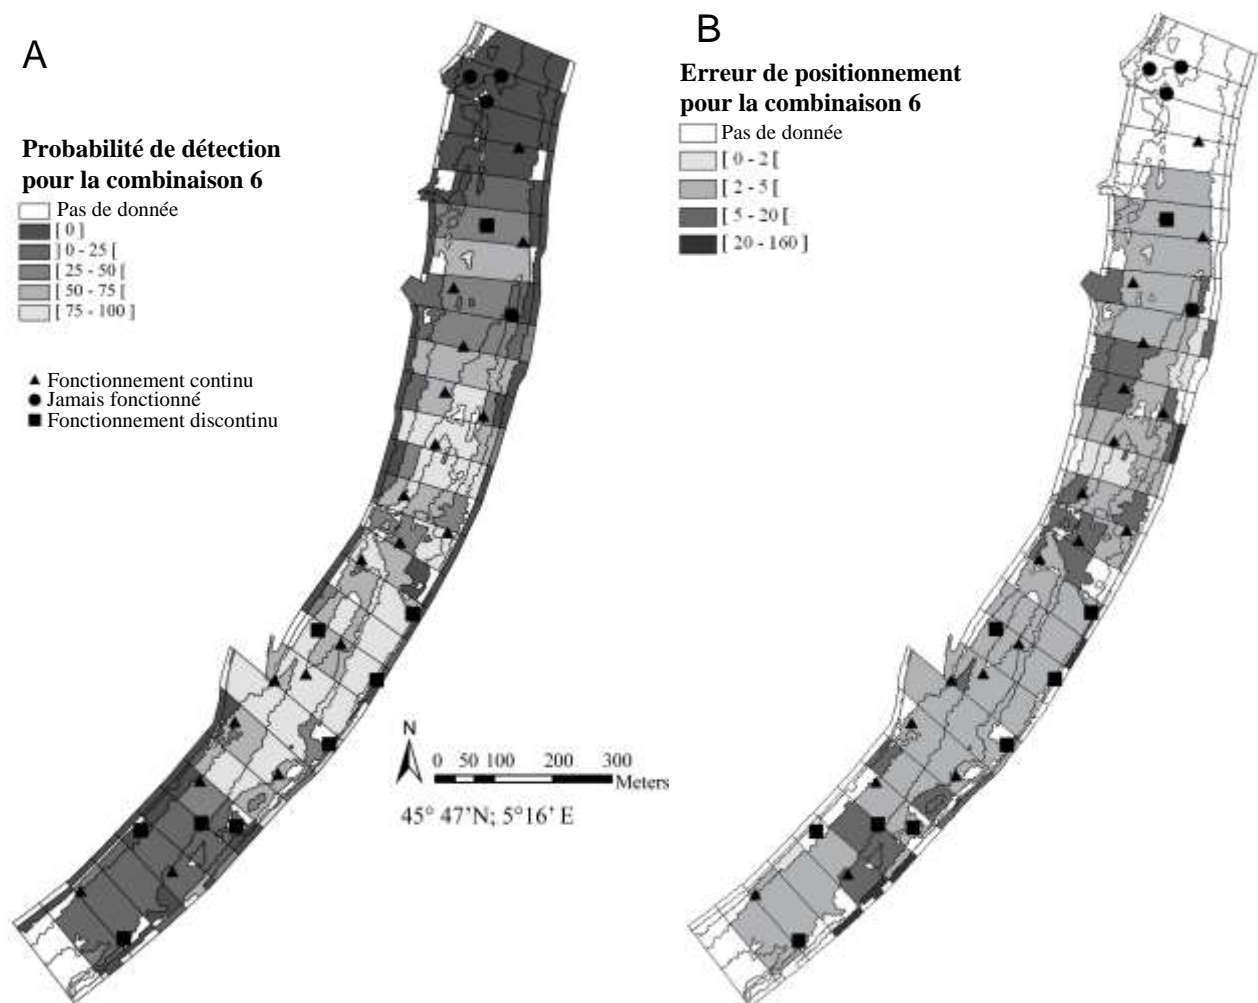 A
Probabilité de détection
pour la combinaison 6
Pas de donnée
[ 0 ]
] 0 - 25 [
[ 25 - 50 [
[ 50 - 75 [
[ 75 - 100 ]
Fonctionnement continu
Jamais fonctionné
Fonctionnement discontinu
B
Erreur de positionnement
pour la combinaison 6
Pas de donnée
[ 0 - 2 [
[ 2 - 5 [
[ 5 - 20 [
[ 20 - 160 ]
N
0 50 100 200 300
Meters
45° 47'N; 5°16' E